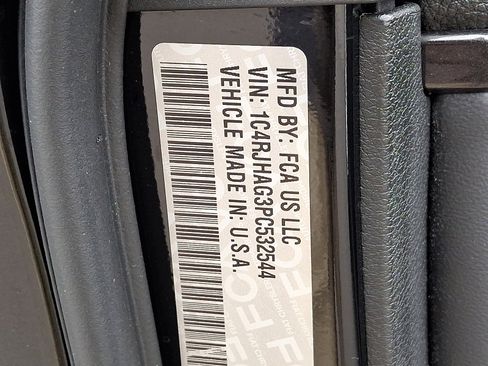 MFD BY: FCA US LLC
VIN: 1C4RJHAG3PC532544
VEHICLE MADE IN: U.S.A.